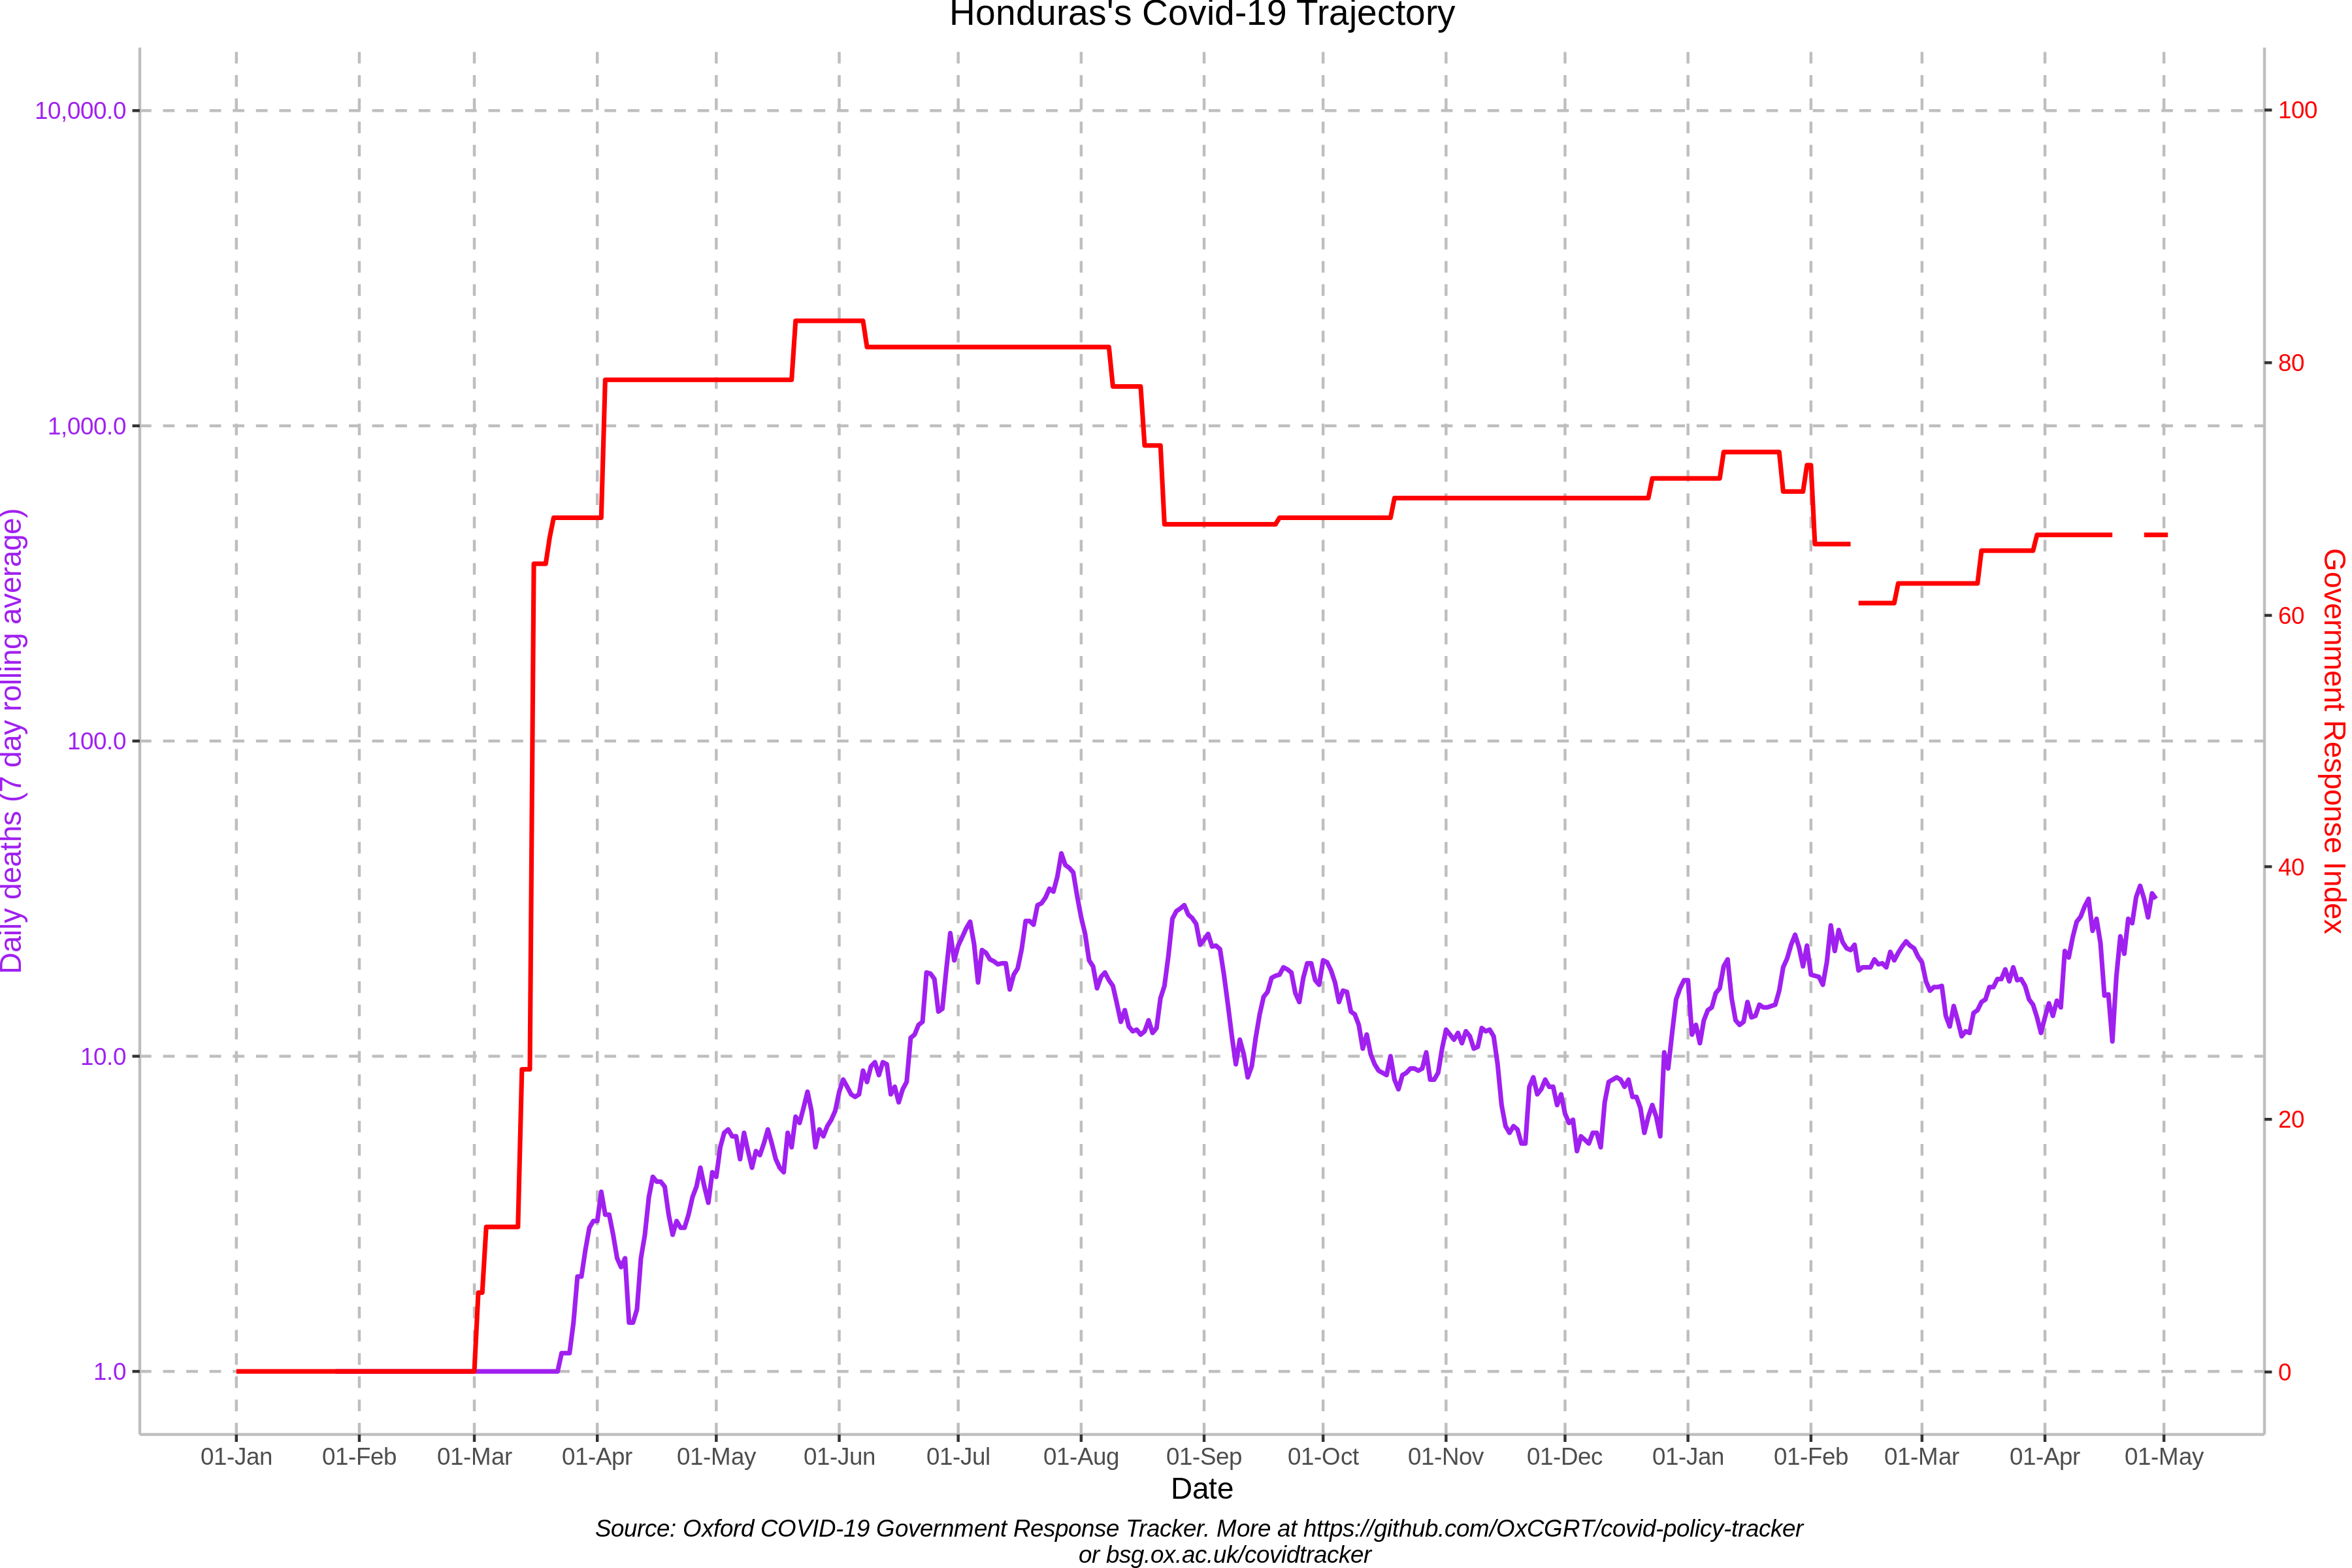 Honduras's Covid-19 Trajectory
10,000.0
1,000.0
100.0
10.0
1.0
Daily deaths (7 day rolling average)
100
80
60
40
20
0
Government Response Index
01-Jan 01-Feb 01-Mar 01-Apr 01-May 01-Jun 01-Jul 01-Aug 01-Sep 01-Oct 01-Nov 01-Dec 01-Jan 01-Feb 01-Mar 01-Apr 01-May
Date
Source: Oxford COVID-19 Government Response Tracker. More at https://github.com/OxCGRT/covid-policy-tracker
or bsg.ox.ac.uk/covidtracker